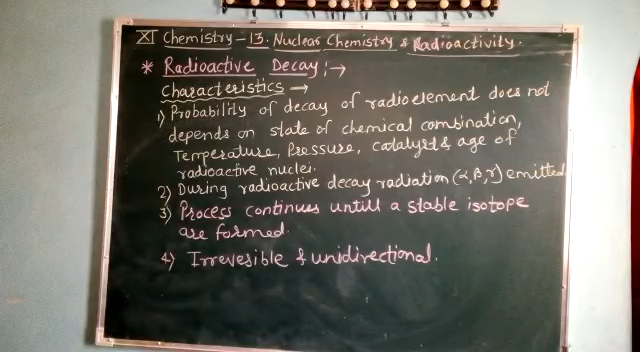 XI Chemistry - 13. Nuclear Chemistry & Radioactivity.
* Radioactive Decay :→
Characteristics →
1) Probability of decay of radioelement does not
depends on state of chemical combination,
Temperature, Pressure, catalyst & age of
radioactive nuclei.
2) During radioactive decay radiation (α, β, γ) emitted
3) Process continues untill a stable isotope
are formed.
4) Irrevesible & unidirectional.